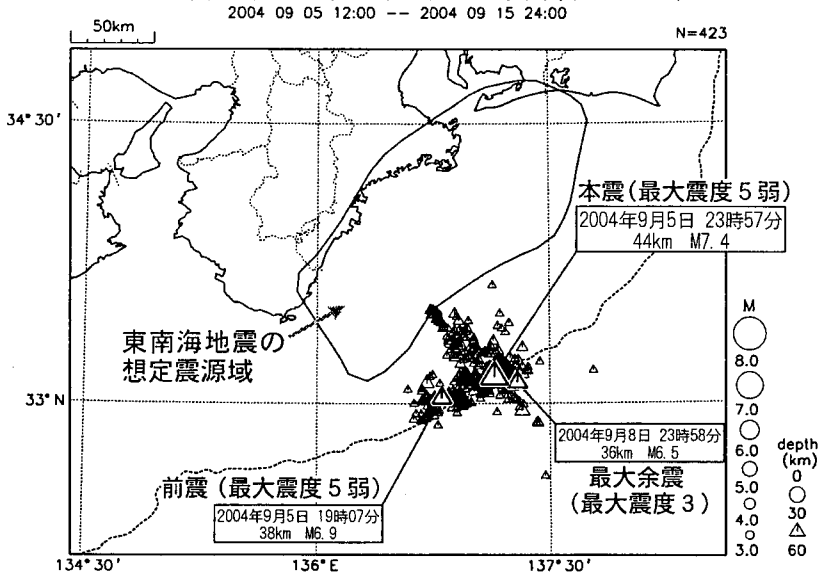 2004 09 05 12:00 -- 2004 09 15 24:00
50km
N=423
34° 30'
本震(最大震度5弱)
2004年9月5日 23時57分
44km M7.4
東南海地震の
想定震源域
33° N
2004年9月8日 23時58分
36km M6.5
最大余震
(最大震度3)
前震(最大震度5弱)
2004年9月5日 19時07分
38km M6.9
M
8.0
7.0
6.0
5.0
4.0
3.0
depth
(km)
0
30
60
134° 30'
136° E
137° 30'